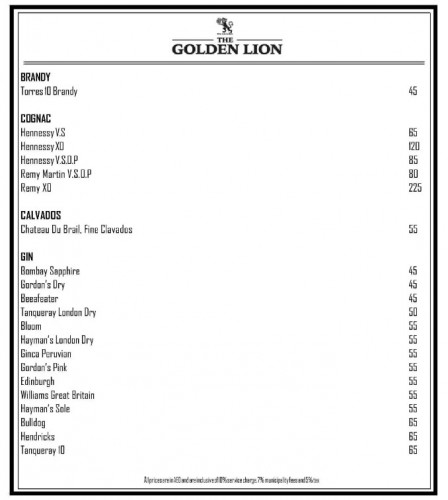 THE
GOLDEN LION
BRANDY
Torres 10 Brandy 45
COGNAC
Hennessy V.S 65
Hennessy XO 120
Hennessy V.S.O.P 85
Remy Martin V.S.O.P 80
Remy XO 225
CALVADOS
Chateau Du Brail, Fine Clavados 55
GIN
Bombay Sapphire 45
Gordon's Dry 45
Beeafeater 45
Tanqueray London Dry 50
Bloom 55
Hayman's London Dry 55
Ginca Peruvian 55
Gordon's Pink 55
Edinburgh 55
Williams Great Britain 55
Hayman's Sole 55
Bulldog 65
Hendricks 65
Tanqueray 10 65
All prices are in AED and are inclusive of 10% service charge, 7% municipality fees and 5% tax